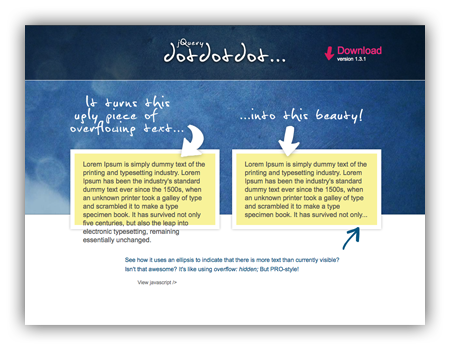 jQuery
dotdotdot...
Download
version 1.3.1
It turns this
ugly piece of
overflowing text...
...into this beauty!
Lorem Ipsum is simply dummy text of the
printing and typesetting industry. Lorem
Ipsum has been the industry's standard
dummy text ever since the 1500s, when
an unknown printer took a galley of type
and scrambled it to make a type
specimen book. It has survived not only
five centuries, but also the leap into
electronic typesetting, remaining
essentially unchanged.
Lorem Ipsum is simply dummy text of the
printing and typesetting industry. Lorem
Ipsum has been the industry's standard
dummy text ever since the 1500s, when
an unknown printer took a galley of type
and scrambled it to make a type
specimen book. It has survived not only...
See how it uses an ellipsis to indicate that there is more text than currently visible?
Isn't that awesome? It's like using overflow: hidden; But PRO-style!
View javascript />